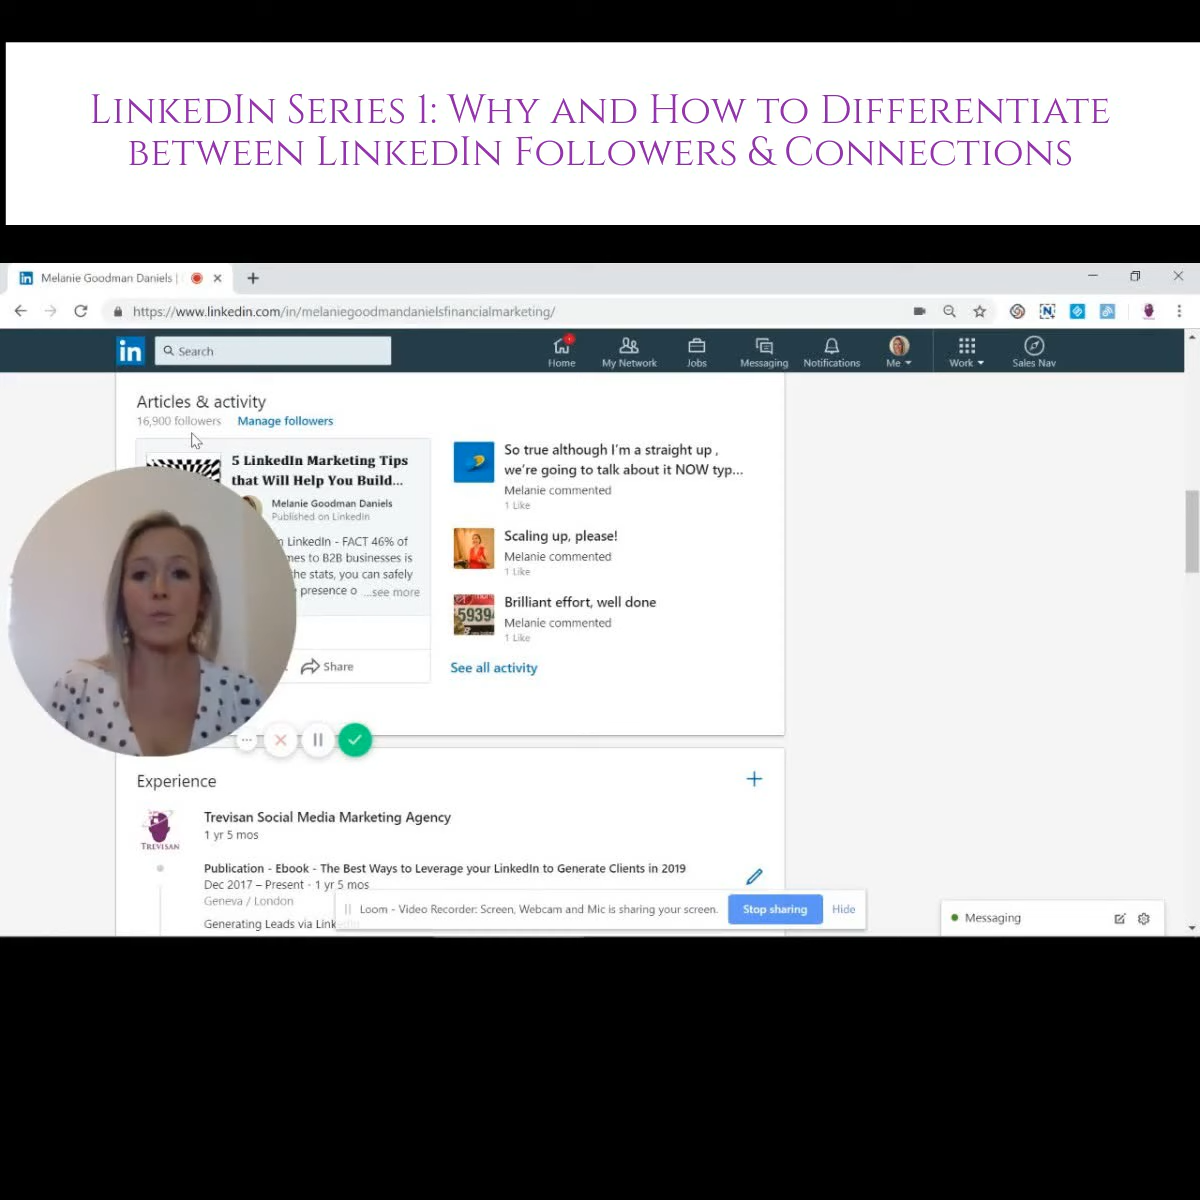 LinkedIn Series 1: Why and How to Differentiate
between LinkedIn Followers & Connections
Melanie Goodman Daniels |
https://www.linkedin.com/in/melaniegoodmandanielsfinancialmarketing/
in
Search
Home
My Network
Jobs
Messaging
Notifications
Me
Work
Sales Nav
Articles & activity
16,900 followers Manage followers
5 LinkedIn Marketing Tips
that Will Help You Build...
Melanie Goodman Daniels
Published on LinkedIn
LinkedIn - FACT 46% of
to B2B businesses is
the stats, you can safely
presence o ...see more
Share
So true although I'm a straight up ,
we're going to talk about it NOW typ...
Melanie commented
1 Like
Scaling up, please!
Melanie commented
1 Like
59394
Brilliant effort, well done
Melanie commented
1 Like
See all activity
Experience
TREVISAN
Trevisan Social Media Marketing Agency
1 yr 5 mos
Publication - Ebook - The Best Ways to Leverage your LinkedIn to Generate Clients in 2019
Dec 2017 – Present · 1 yr 5 mos
Geneva / London
Generating Leads via
Loom - Video Recorder: Screen, Webcam and Mic is sharing your screen.
Stop sharing
Hide
Messaging